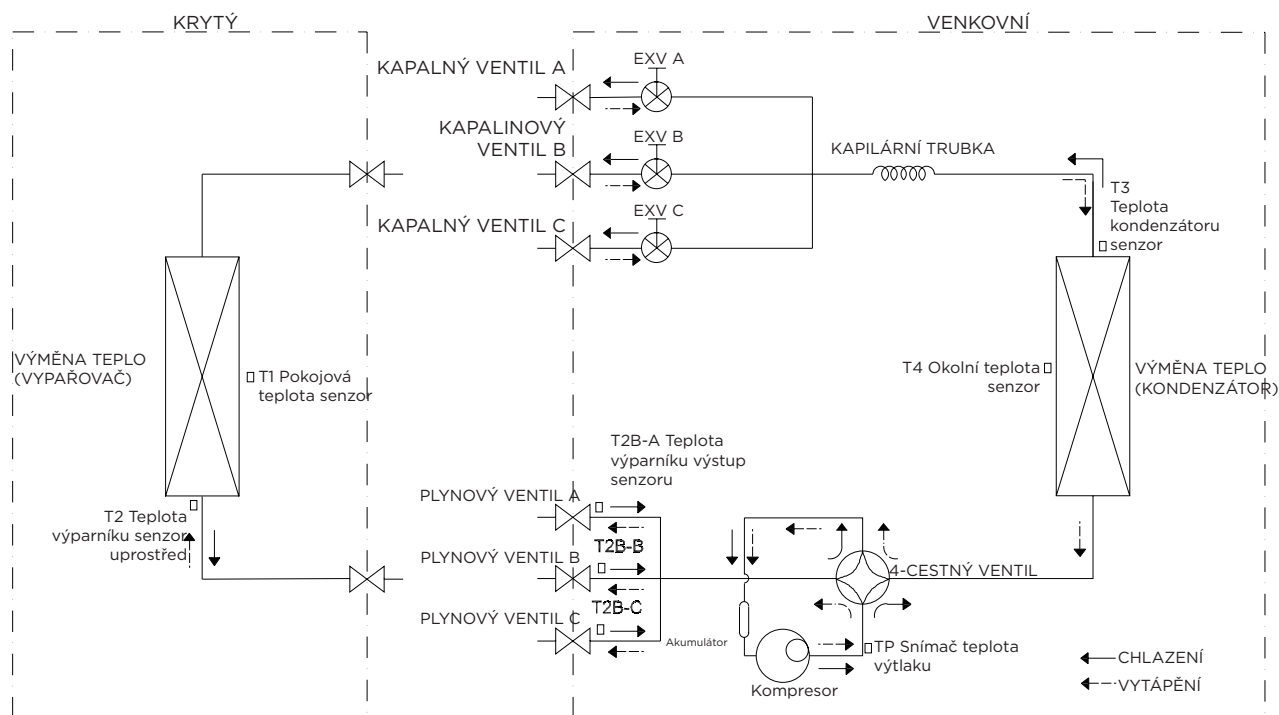 KRYTÝ
VENKOVNÍ
KAPALNÝ VENTIL A
EXV A
KAPALINOVÝ
VENTIL B
EXV B
KAPILÁRNÍ TRUBKA
KAPALNÝ VENTIL C
EXV C
T3
Teplota
kondenzátoru
senzor
VÝMĚNA TEPLO
(VYPAŘOVAČ)
T1 Pokojová
teplota senzor
T4 Okolní teplota
senzor
VÝMĚNA TEPLO
(KONDENZÁTOR)
T2 Teplota
výparníku senzor
uprostřed
T2B-A Teplota
výparníku výstup
senzoru
PLYNOVÝ VENTIL A
T2B-B
PLYNOVÝ VENTIL B
T2B-C
PLYNOVÝ VENTIL C
4-CESTNÝ VENTIL
Akumulátor
Kompresor
TP Snímač teplota
výtlaku
CHLAZENÍ
VYTÁPĚNÍ